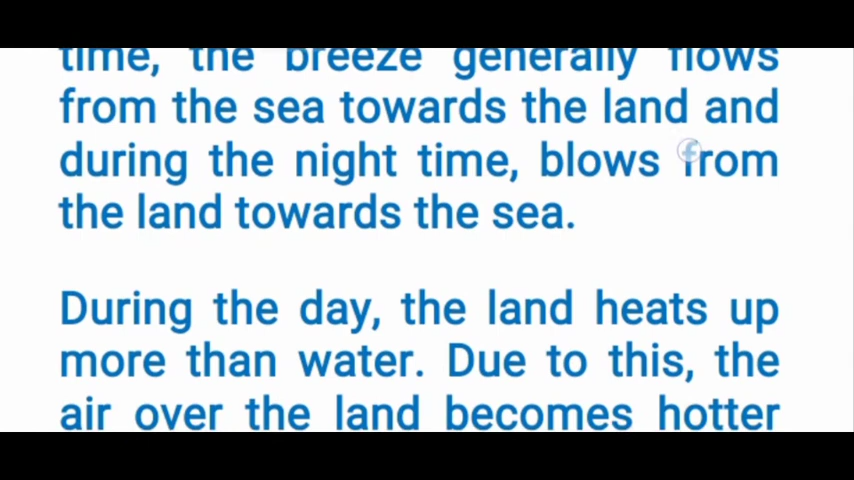 time, the breeze generally flows
from the sea towards the land and
during the night time, blows from
the land towards the sea.
During the day, the land heats up
more than water. Due to this, the
air over the land becomes hotter